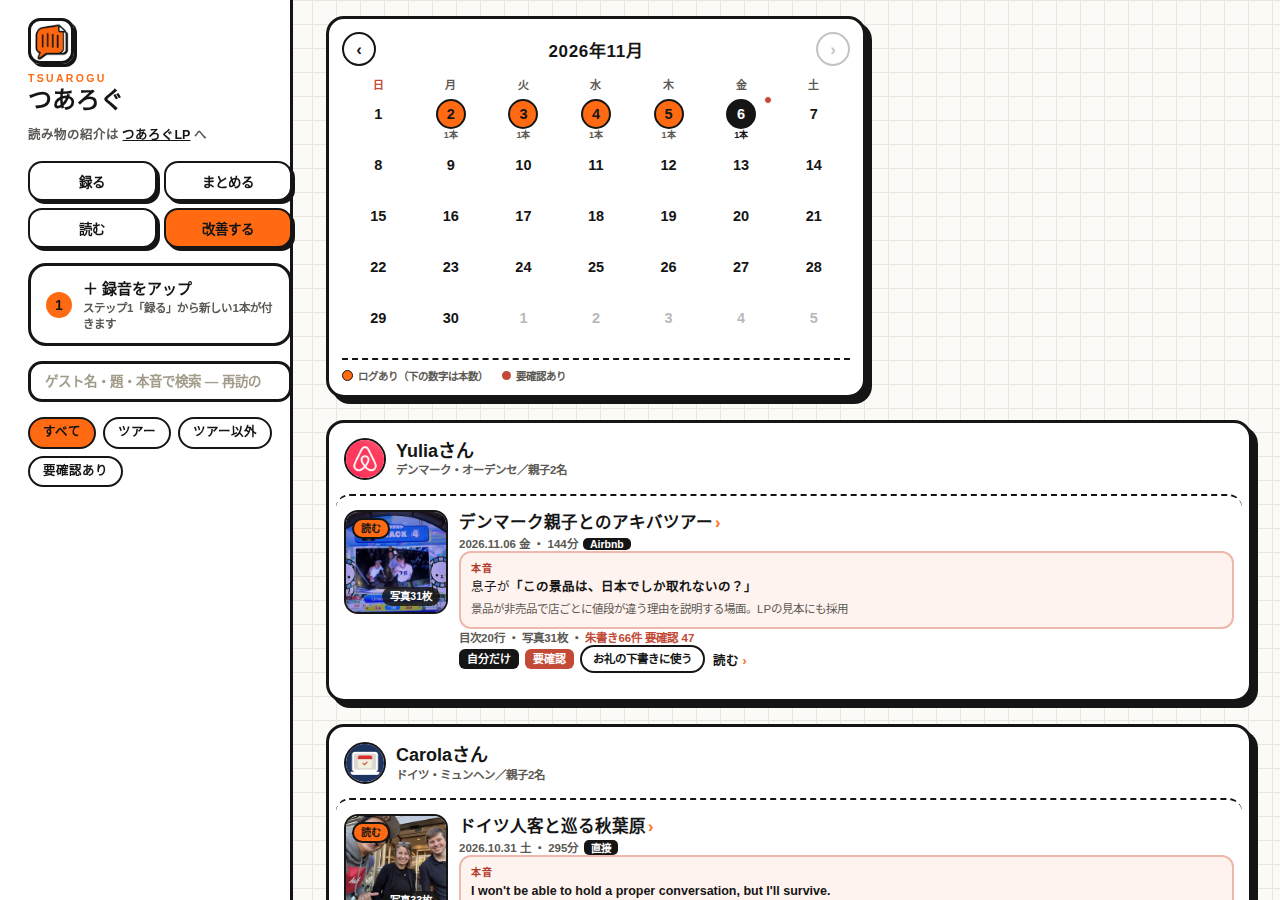 TSUAROGU
つあろぐ
読み物の紹介は つあろぐLP へ
録る
まとめる
読む
改善する
1
＋ 録音をアップ
ステップ1「録る」から新しい1本が付
きます
ゲスト名・題・本音で検索 — 再訪の
すべて
ツアー
ツアー以外
要確認あり
‹
2026年11月
›
日 月 火 水 木 金 土
1 2 3 4 5 6 7
1本 1本 1本 1本 1本
8 9 10 11 12 13 14
15 16 17 18 19 20 21
22 23 24 25 26 27 28
29 30 1 2 3 4 5
ログあり（下の数字は本数）
要確認あり
Yuliaさん
デンマーク・オーデンセ／親子2名
読む
写真31枚
デンマーク親子とのアキバツアー ›
2026.11.06 金 ・ 144分 Airbnb
本音
息子が「この景品は、日本でしか取れないの？」
景品が非売品で店ごとに値段が違う理由を説明する場面。LPの見本にも採用
目次20行 ・ 写真31枚 ・ 朱書き66件 要確認 47
自分だけ
要確認
お礼の下書きに使う
読む ›
Carolaさん
ドイツ・ミュンヘン／親子2名
読む
ドイツ人客と巡る秋葉原 ›
2026.10.31 土 ・ 295分 直接
本音
I won't be able to hold a proper conversation, but I'll survive.